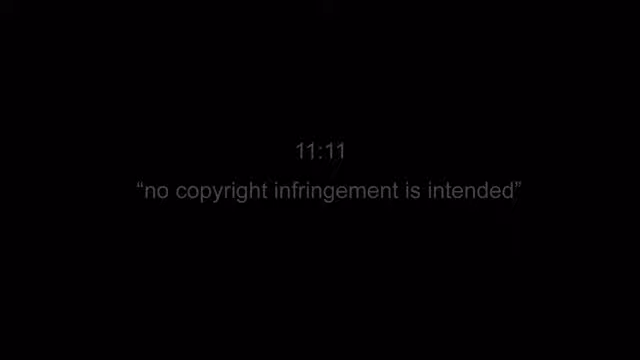 11:11
“no copyright infringement is intended”